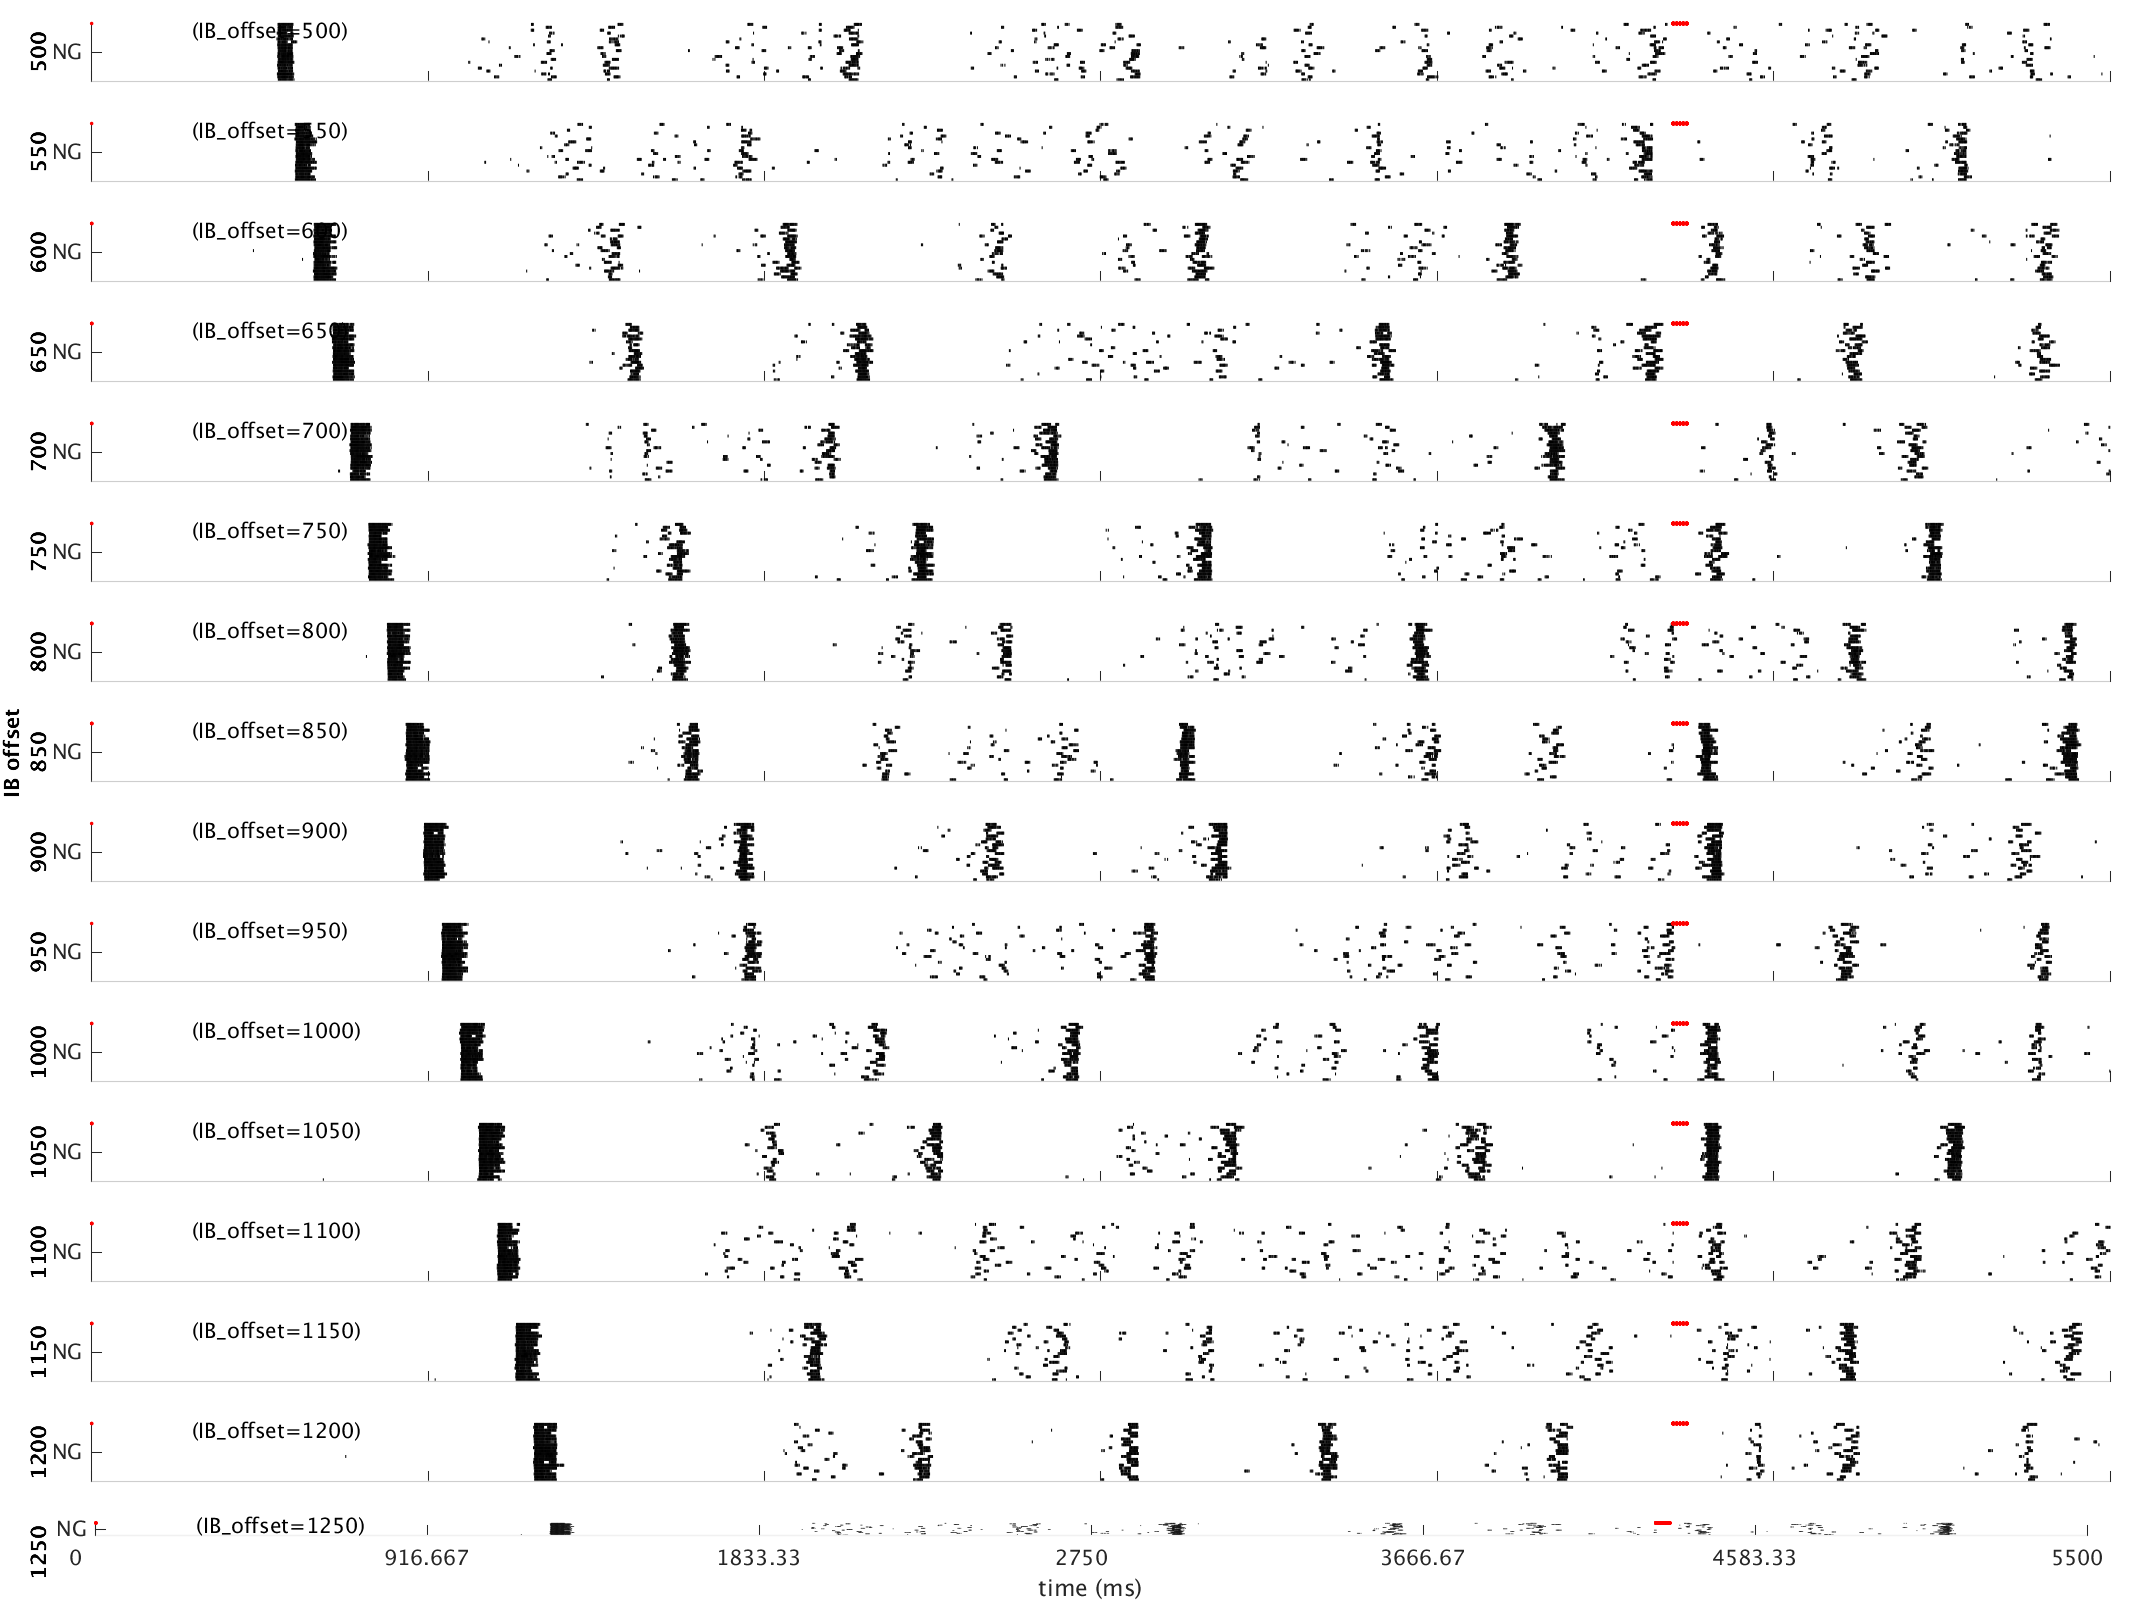 500 NG (IB_offset=500)
550 NG (IB_offset=550)
600 NG (IB_offset=600)
650 NG (IB_offset=650)
700 NG (IB_offset=700)
750 NG (IB_offset=750)
800 NG (IB_offset=800)
IB offset
850 NG (IB_offset=850)
900 NG (IB_offset=900)
950 NG (IB_offset=950)
1000 NG (IB_offset=1000)
1050 NG (IB_offset=1050)
1100 NG (IB_offset=1100)
1150 NG (IB_offset=1150)
1200 NG (IB_offset=1200)
1250 NG (IB_offset=1250)
0 916.667 1833.33 2750 3666.67 4583.33 5500
time (ms)